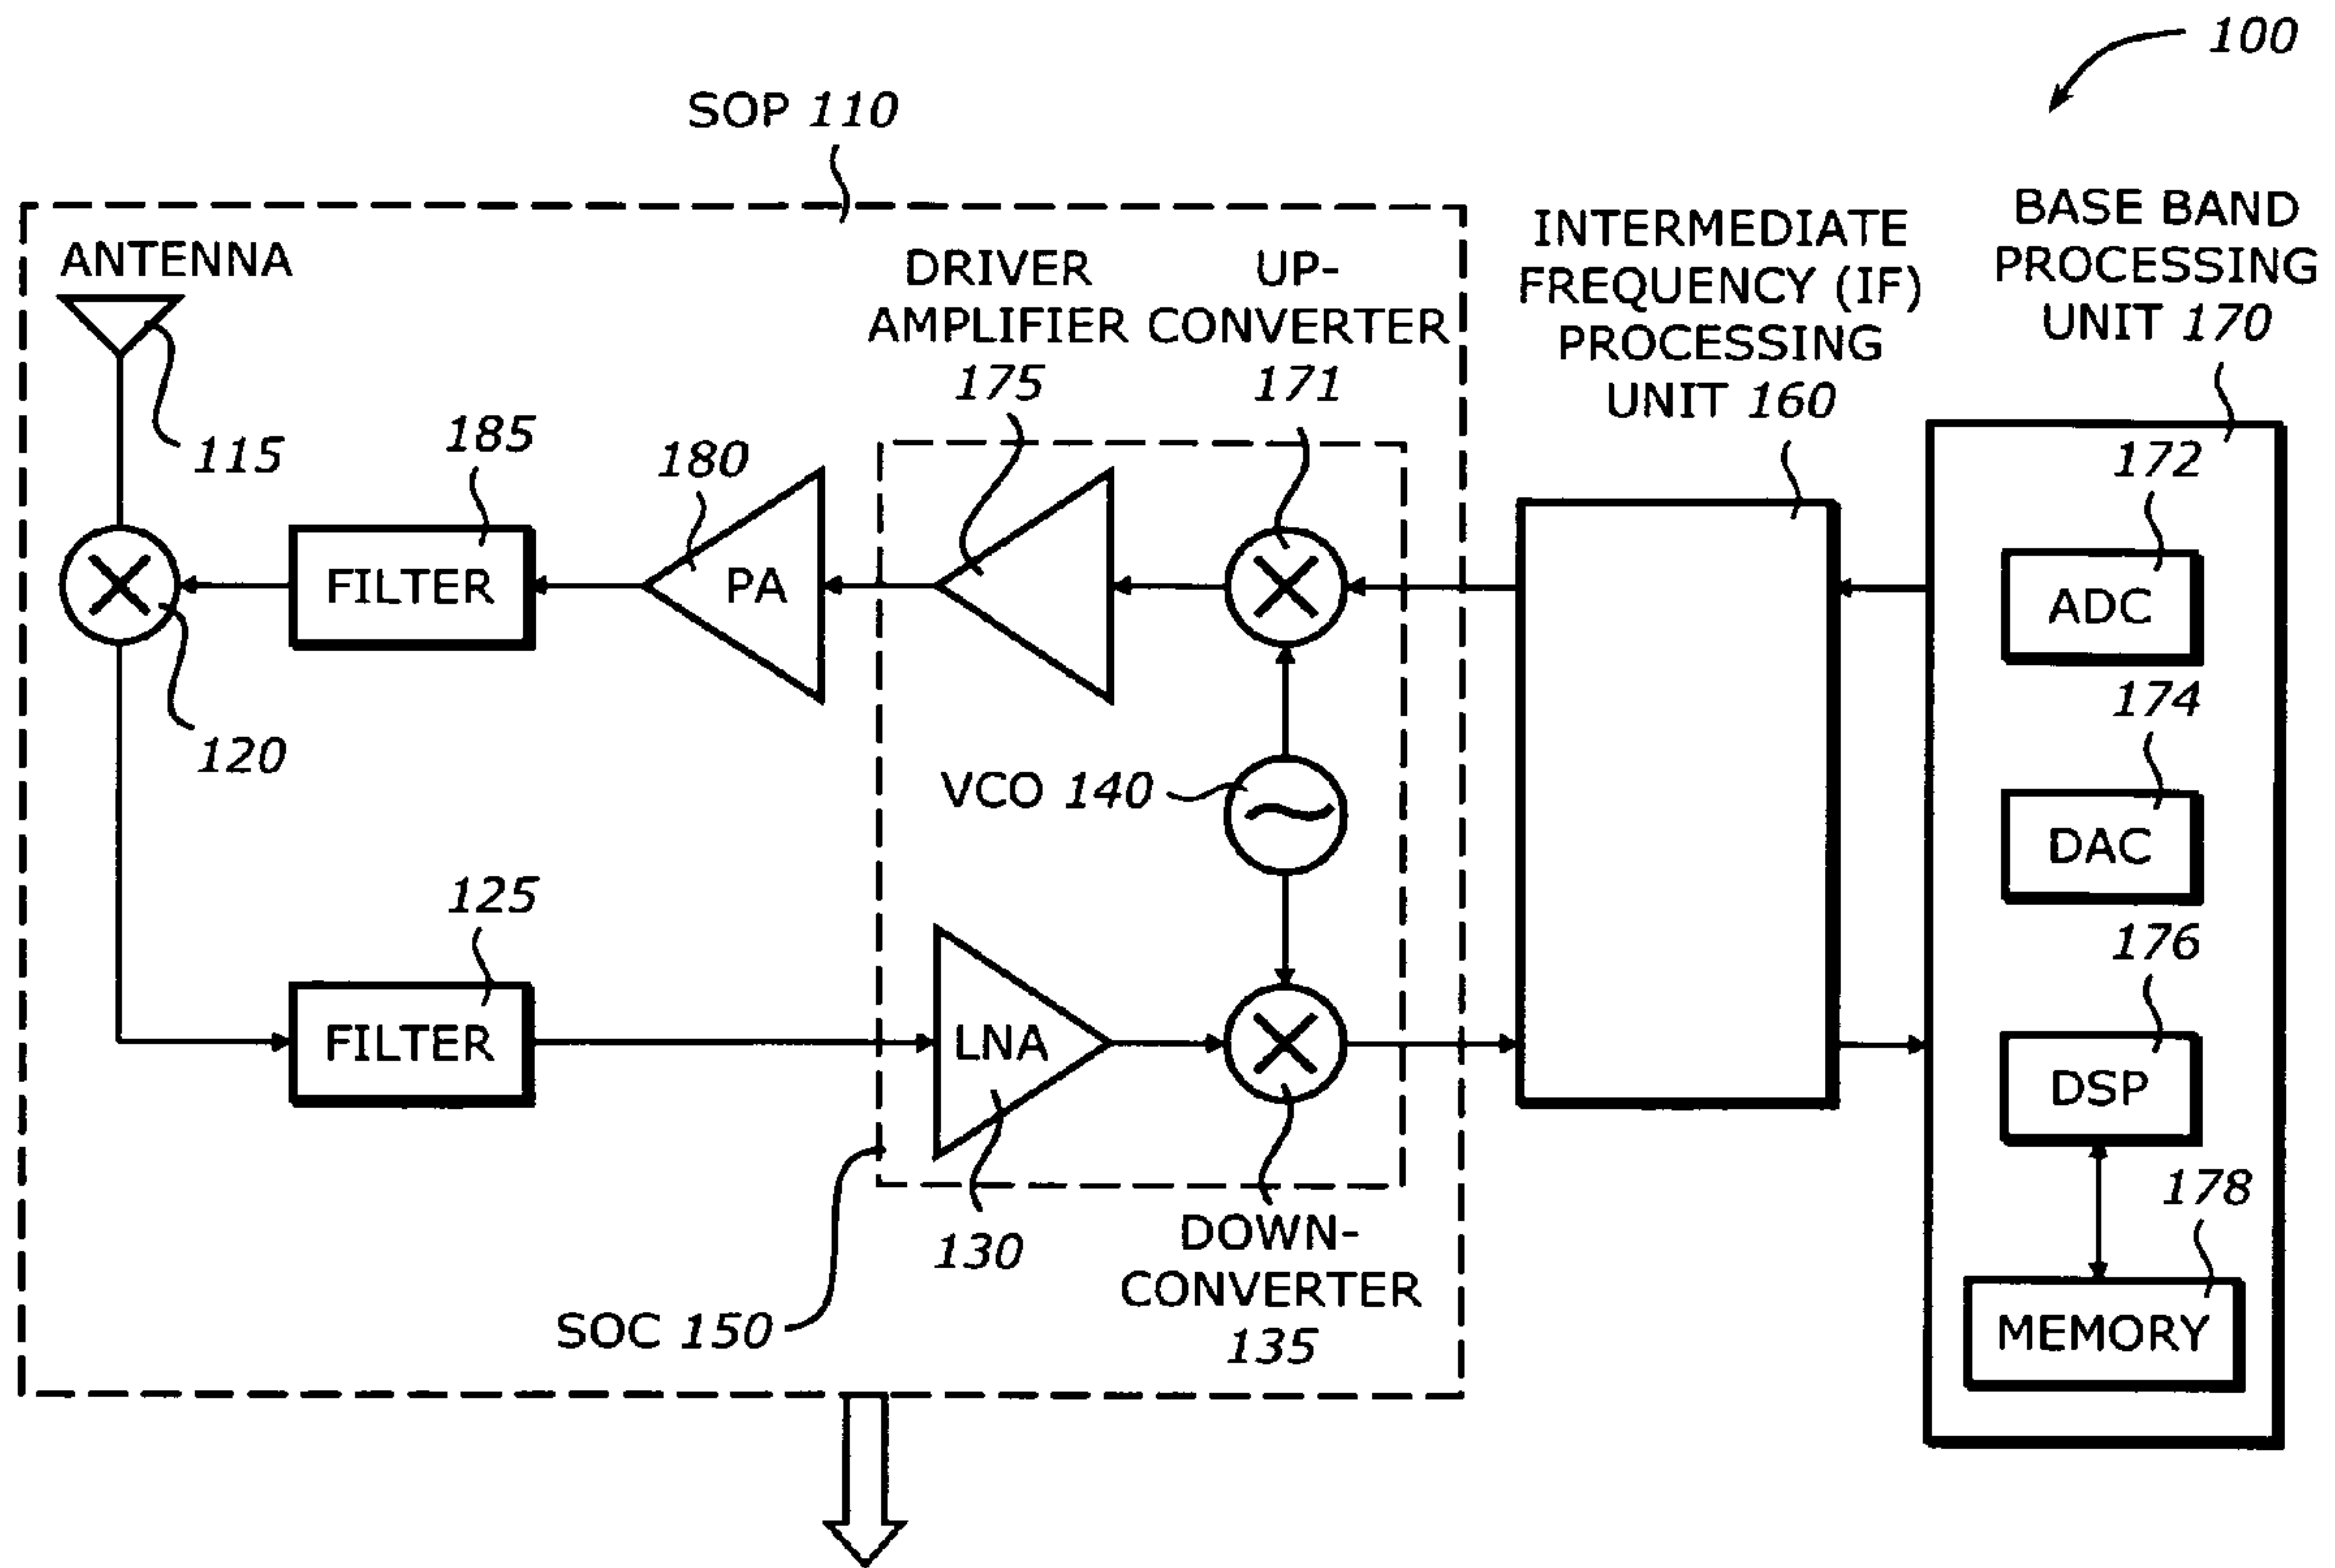 100
SOP 110
BASE BAND
PROCESSING
UNIT 170
INTERMEDIATE
FREQUENCY (IF)
PROCESSING
UNIT 160
ANTENNA
DRIVER
AMPLIFIER
175
UP-
CONVERTER
171
115
185
180
172
FILTER
PA
ADC
120
174
VCO 140
DAC
125
176
FILTER
LNA
DSP
130
178
DOWN-
CONVERTER
135
SOC 150
MEMORY